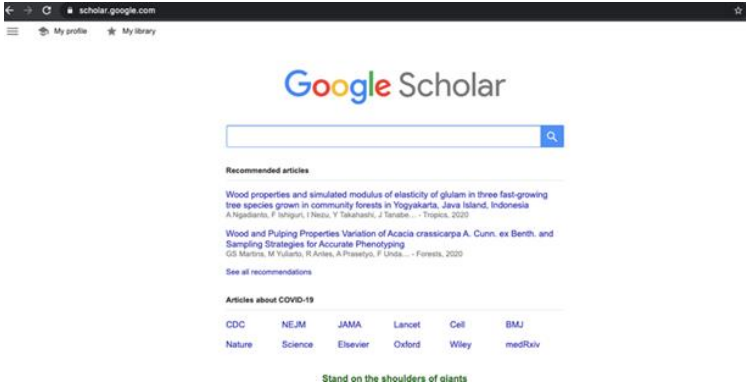 scholar.google.com
My profile My library
Google Scholar
Recommended articles
Wood properties and simulated modulus of elasticity of glulam in three fast-growing
tree species grown in community forests in Yogyakarta, Java Island, Indonesia
A Ngadianto, F Ishiguri, I Nezu, Y Takahashi, J Tanabe... - Tropics, 2020
Wood and Pulping Properties Variation of Acacia crassicarpa A. Cunn. ex Benth. and
Sampling Strategies for Accurate Phenotyping
GS Martins, M Yuliarto, R Antes, A Prasetyo, F Unda... - Forests, 2020
See all recommendations
Articles about COVID-19
CDC NEJM JAMA Lancet Cell BMJ
Nature Science Elsevier Oxford Wiley medRxiv
Stand on the shoulders of giants